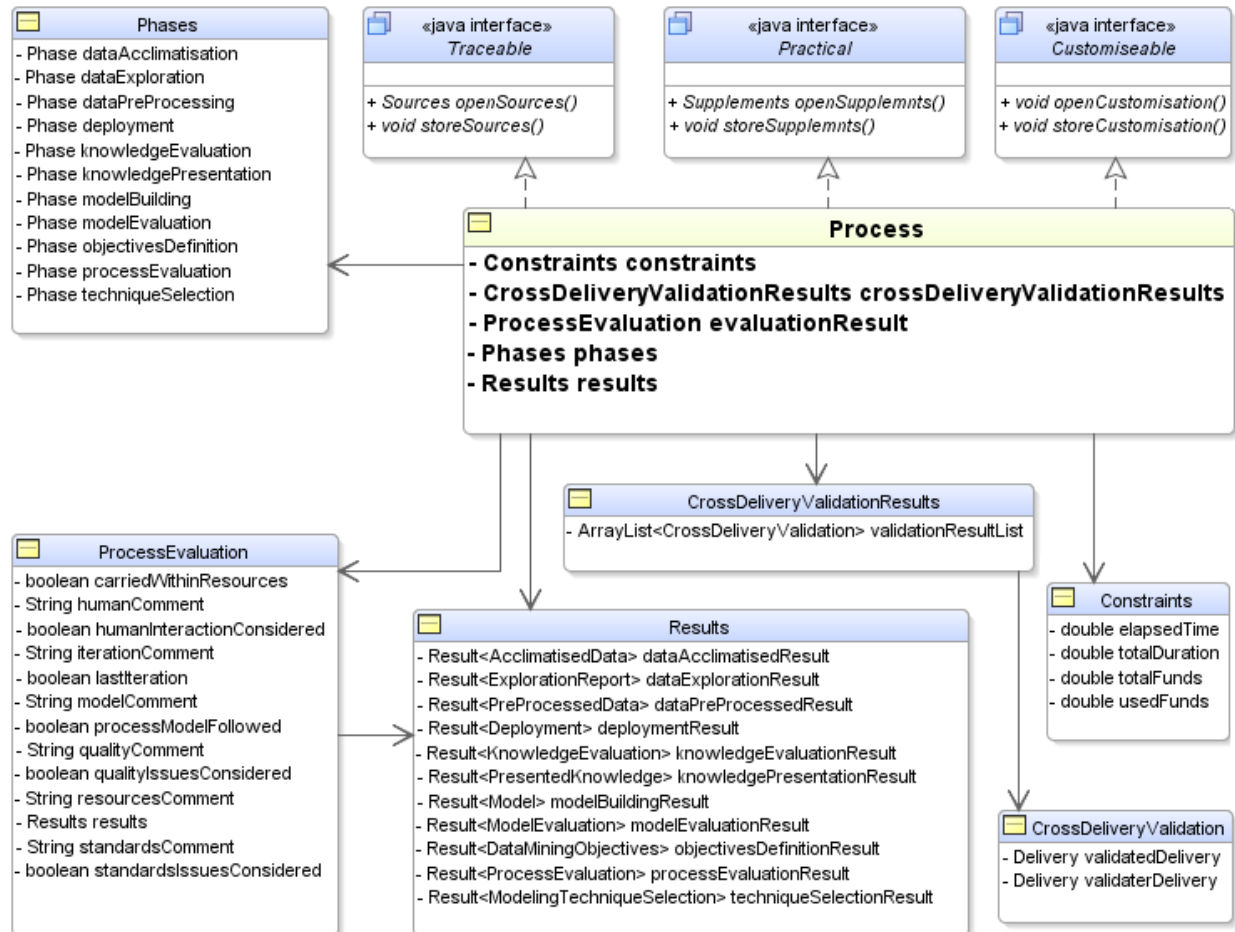 Phases
- Phase dataAcclimatisation
- Phase dataExploration
- Phase dataPreProcessing
- Phase deployment
- Phase knowledgeEvaluation
- Phase knowledgePresentation
- Phase modelBuilding
- Phase modelEvaluation
- Phase objectivesDefinition
- Phase processEvaluation
- Phase techniqueSelection
«java interface»
Traceable
+ Sources openSources()
+ void storeSources()
«java interface»
Practical
+ Supplements openSupplemnts()
+ void storeSupplemnts()
«java interface»
Customiseable
+ void openCustomisation()
+ void storeCustomisation()
Process
- Constraints constraints
- CrossDeliveryValidationResults crossDeliveryValidationResults
- ProcessEvaluation evaluationResult
- Phases phases
- Results results
CrossDeliveryValidationResults
- ArrayList<CrossDeliveryValidation> validationResultList
ProcessEvaluation
- boolean carriedWithinResources
- String humanComment
- boolean humanInteractionConsidered
- String iterationComment
- boolean lastIteration
- String modelComment
- boolean processModelFollowed
- String qualityComment
- boolean qualityIssuesConsidered
- String resourcesComment
- Results results
- String standardsComment
- boolean standardsIssuesConsidered
Results
- Result<AcclimatisedData> dataAcclimatisedResult
- Result<ExplorationReport> dataExplorationResult
- Result<PreProcessedData> dataPreProcessedResult
- Result<Deployment> deploymentResult
- Result<KnowledgeEvaluation> knowledgeEvaluationResult
- Result<PresentedKnowledge> knowledgePresentationResult
- Result<Model> modelBuildingResult
- Result<ModelEvaluation> modelEvaluationResult
- Result<DataMiningObjectives> objectivesDefinitionResult
- Result<ProcessEvaluation> processEvaluationResult
- Result<ModelingTechniqueSelection> techniqueSelectionResult
Constraints
- double elapsedTime
- double totalDuration
- double totalFunds
- double usedFunds
CrossDeliveryValidation
- Delivery validatedDelivery
- Delivery validaterDelivery